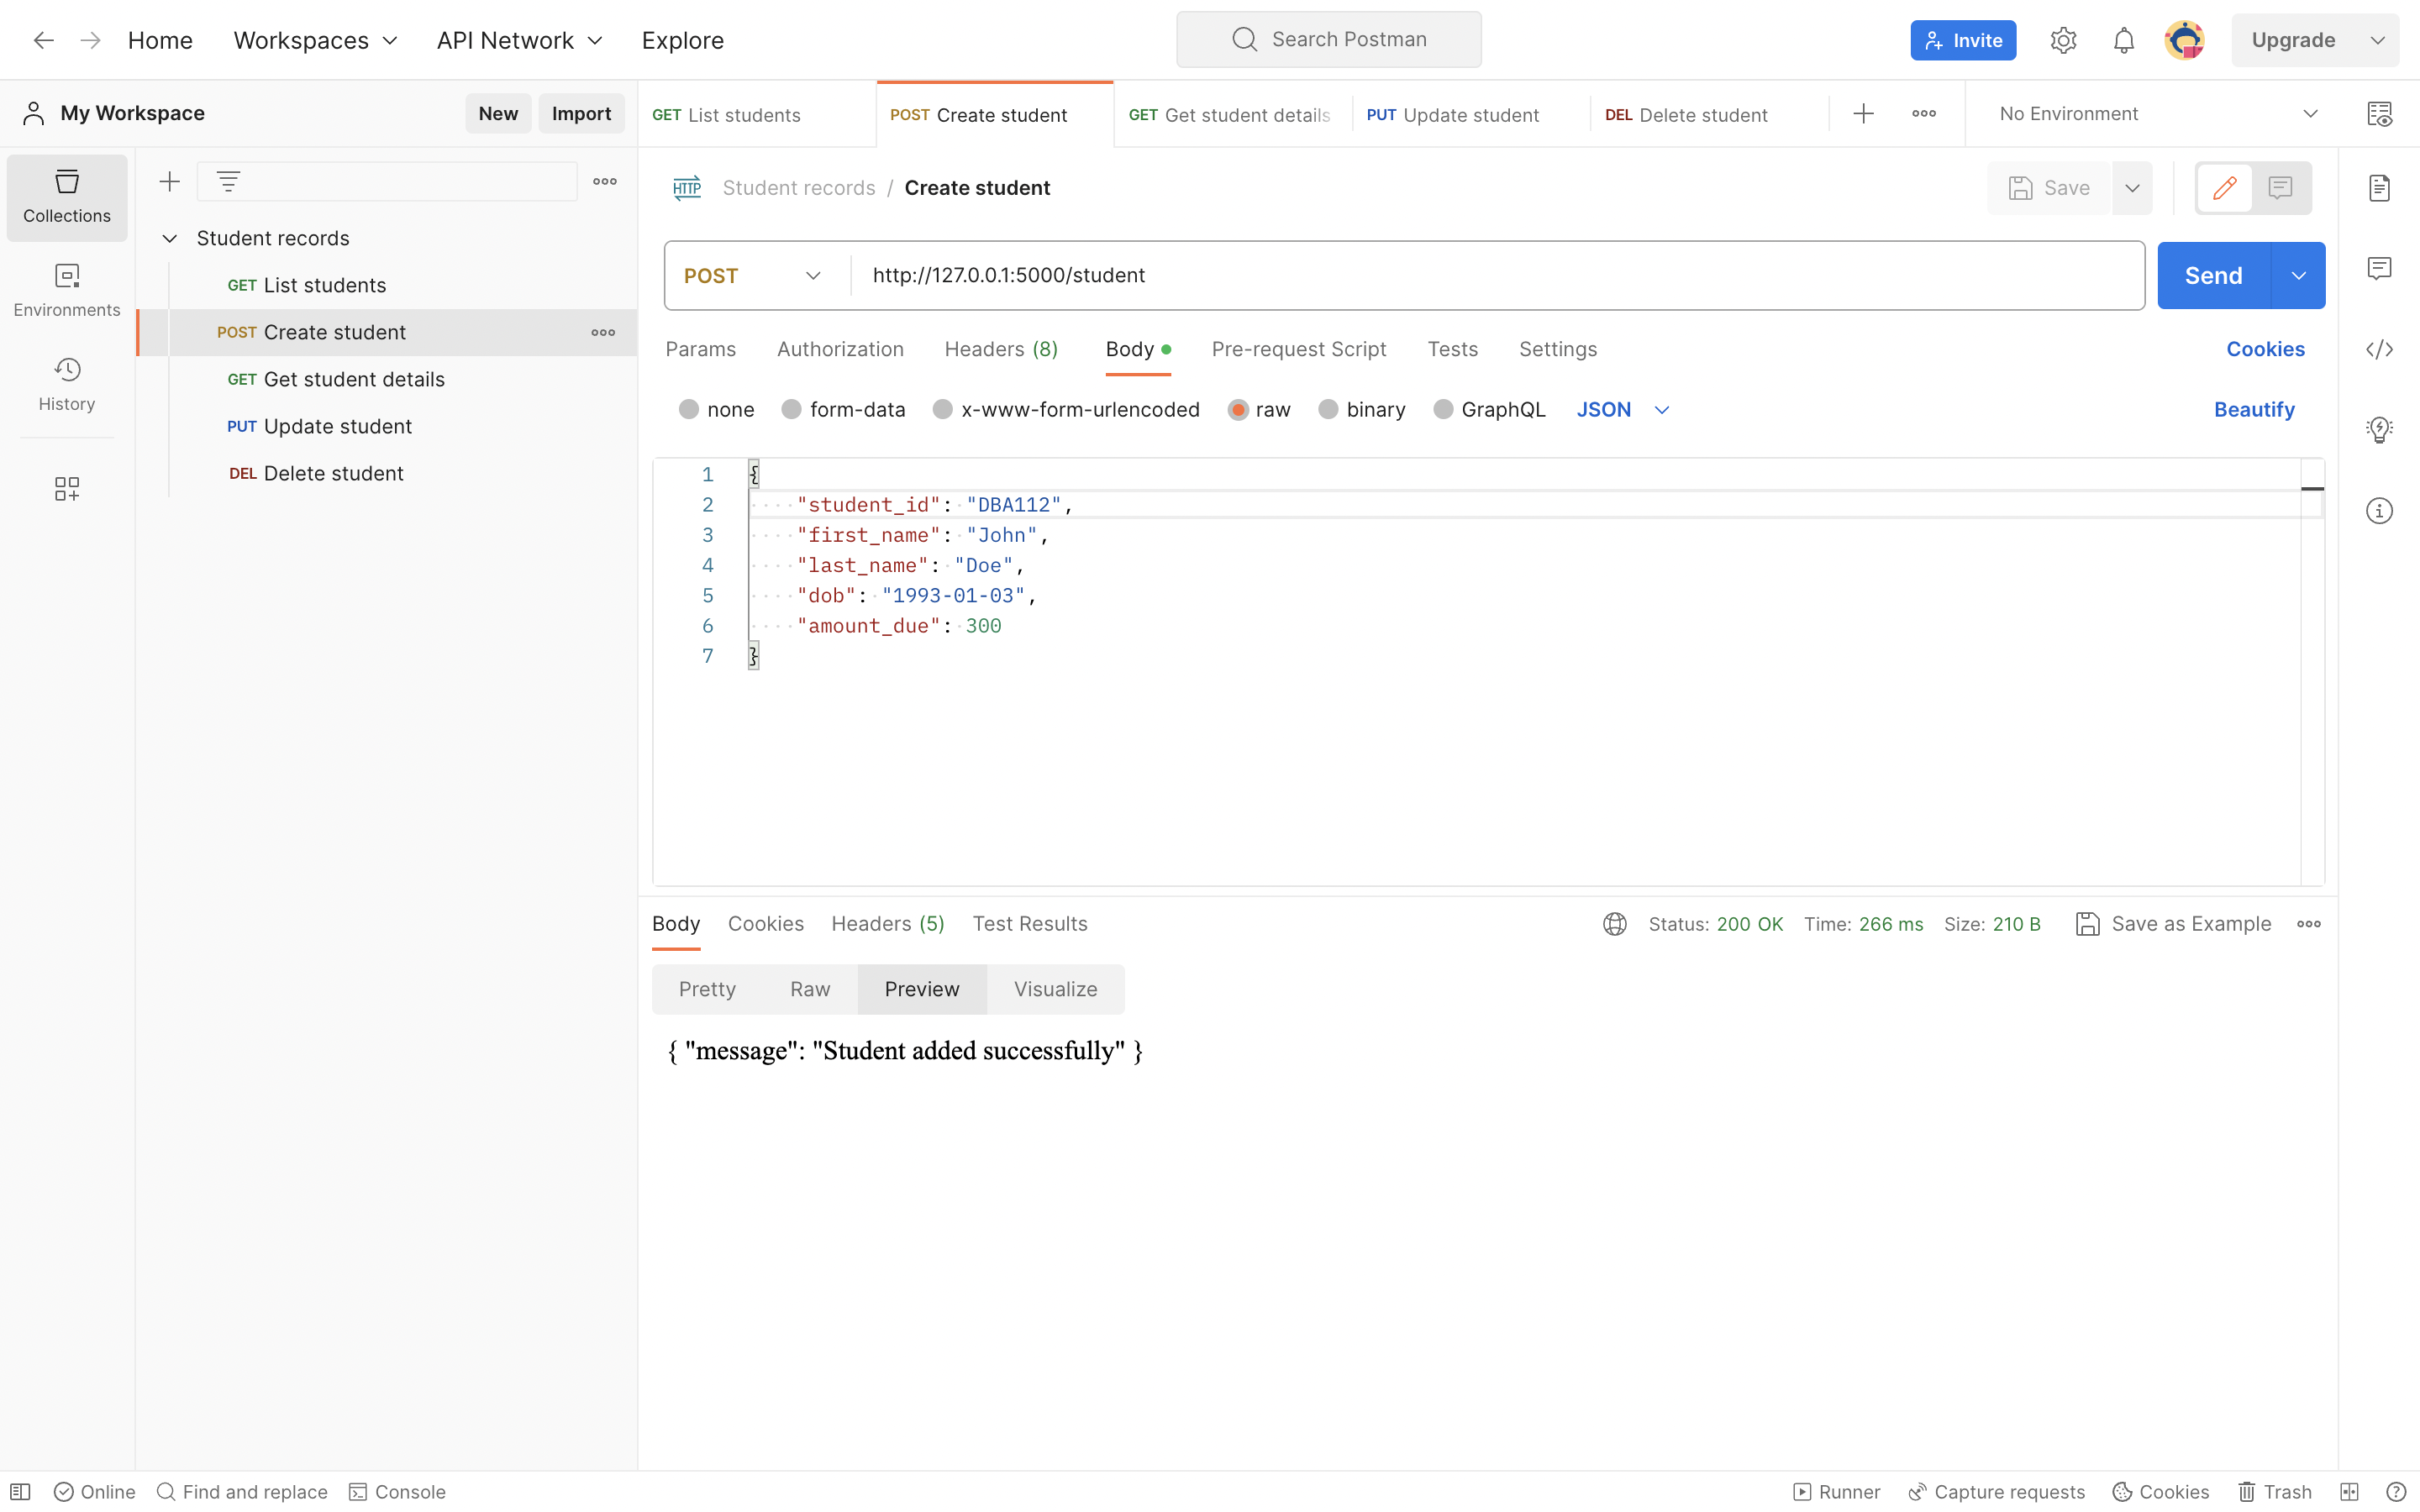 Home Workspaces API Network Explore Search Postman Invite Upgrade
My Workspace New Import GET List students POST Create student GET Get student details PUT Update student DEL Delete student No Environment
Collections
Environments
History
Student records
GET List students
POST Create student
GET Get student details
PUT Update student
DEL Delete student
HTTP Student records / Create student Save
POST http://127.0.0.1:5000/student Send
Params Authorization Headers (8) Body Pre-request Script Tests Settings Cookies
none form-data x-www-form-urlencoded raw binary GraphQL JSON Beautify
1 {
2 "student_id": "DBA112",
3 "first_name": "John",
4 "last_name": "Doe",
5 "dob": "1993-01-03",
6 "amount_due": 300
7 }
Body Cookies Headers (5) Test Results Status: 200 OK Time: 266 ms Size: 210 B Save as Example
Pretty Raw Preview Visualize
{ "message": "Student added successfully" }
Online Find and replace Console Runner Capture requests Cookies Trash